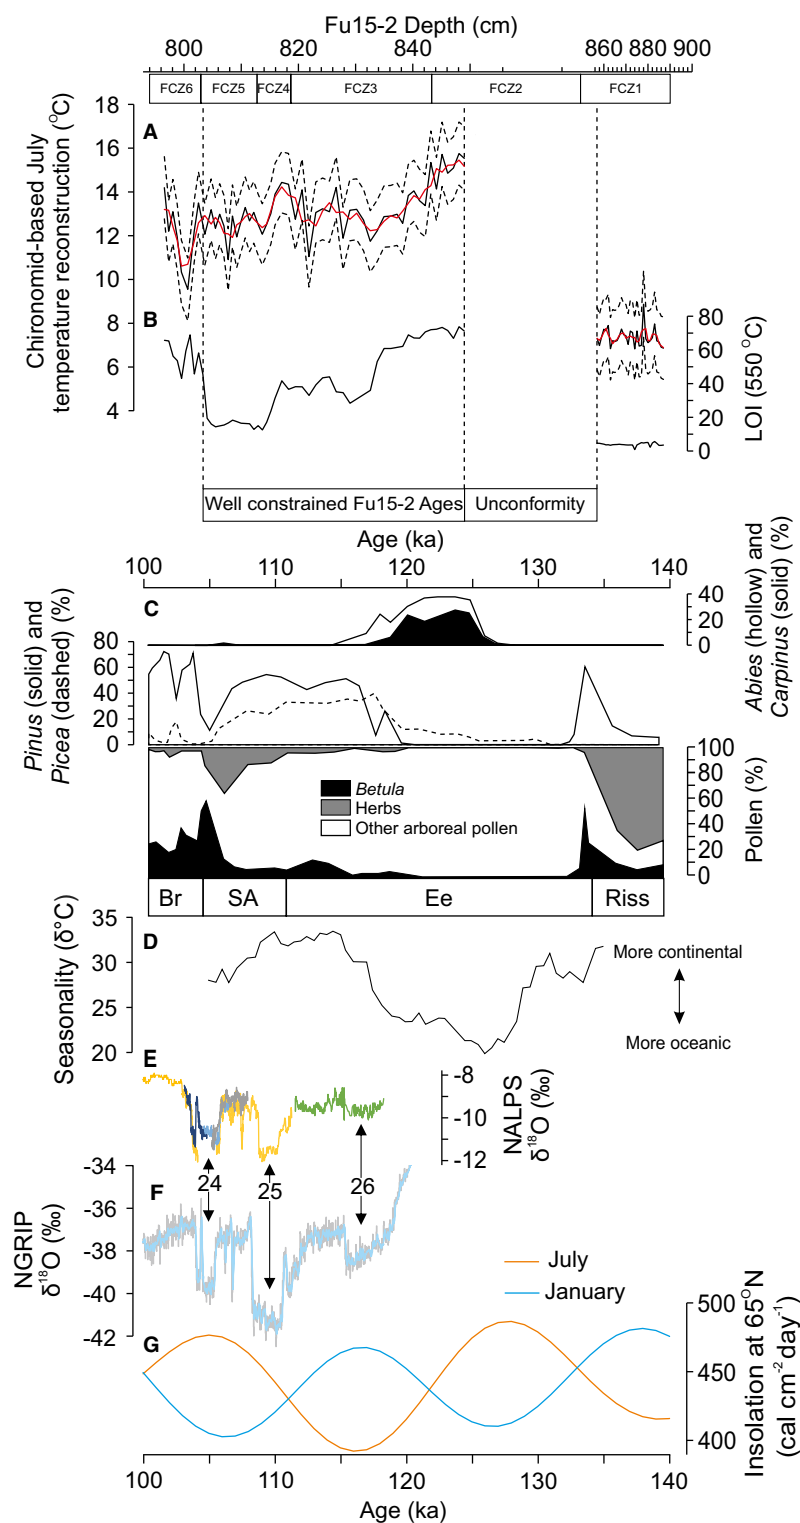 Fu15-2 Depth (cm)
800 820 840 860 880 900
FCZ6 FCZ5 FCZ4 FCZ3 FCZ2 FCZ1
Chironomid-based July
temperature reconstruction (°C)
18
16
14
12
10
8
6
4
A
B
LOI (550 °C)
80
60
40
20
0
Well constrained Fu15-2 Ages
Unconformity
Age (ka)
100 110 120 130 140
C
Abies (hollow) and
Carpinus (solid) (%)
40
20
0
Pinus (solid) and
Picea (dashed) (%)
80
60
40
20
0
Pollen (%)
100
80
60
40
20
0
Betula
Herbs
Other arboreal pollen
Br SA Ee Riss
Seasonality (δ°C)
35
30
25
20
D
More continental
More oceanic
E
NALPS
δ¹⁸O (‰)
-8
-10
-12
24
25
26
F
NGRIP
δ¹⁸O (‰)
-34
-36
-38
-40
-42
July
January
G
Insolation at 65°N
(cal cm⁻² day⁻¹)
500
450
400
100 110 120 130 140
Age (ka)